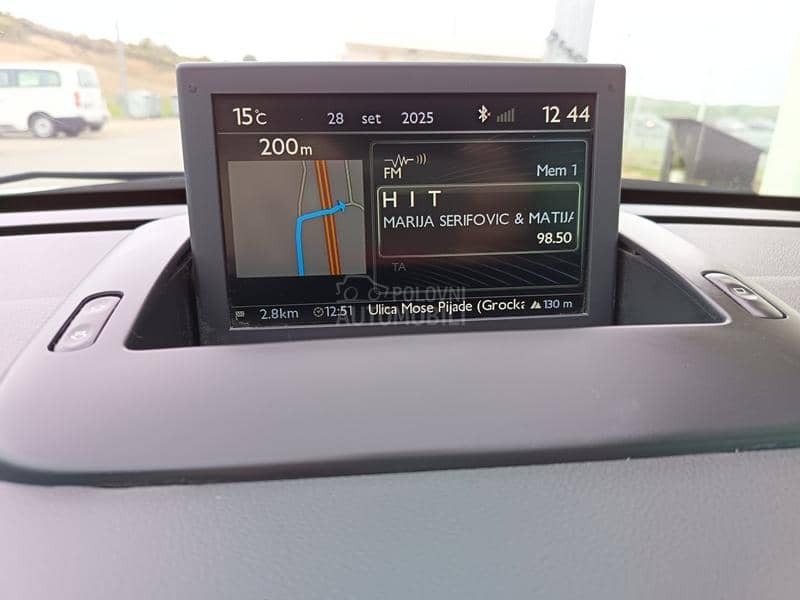 15°C 28 set 2025 12 44
200m
FM Mem 1
H I T
MARIJA SERIFOVIC & MATIJA
98.50
TA
2.8km 12:51 Ulica Mose Pijade (Grocka 130 m
POLOVNI
AUTOMOBILI